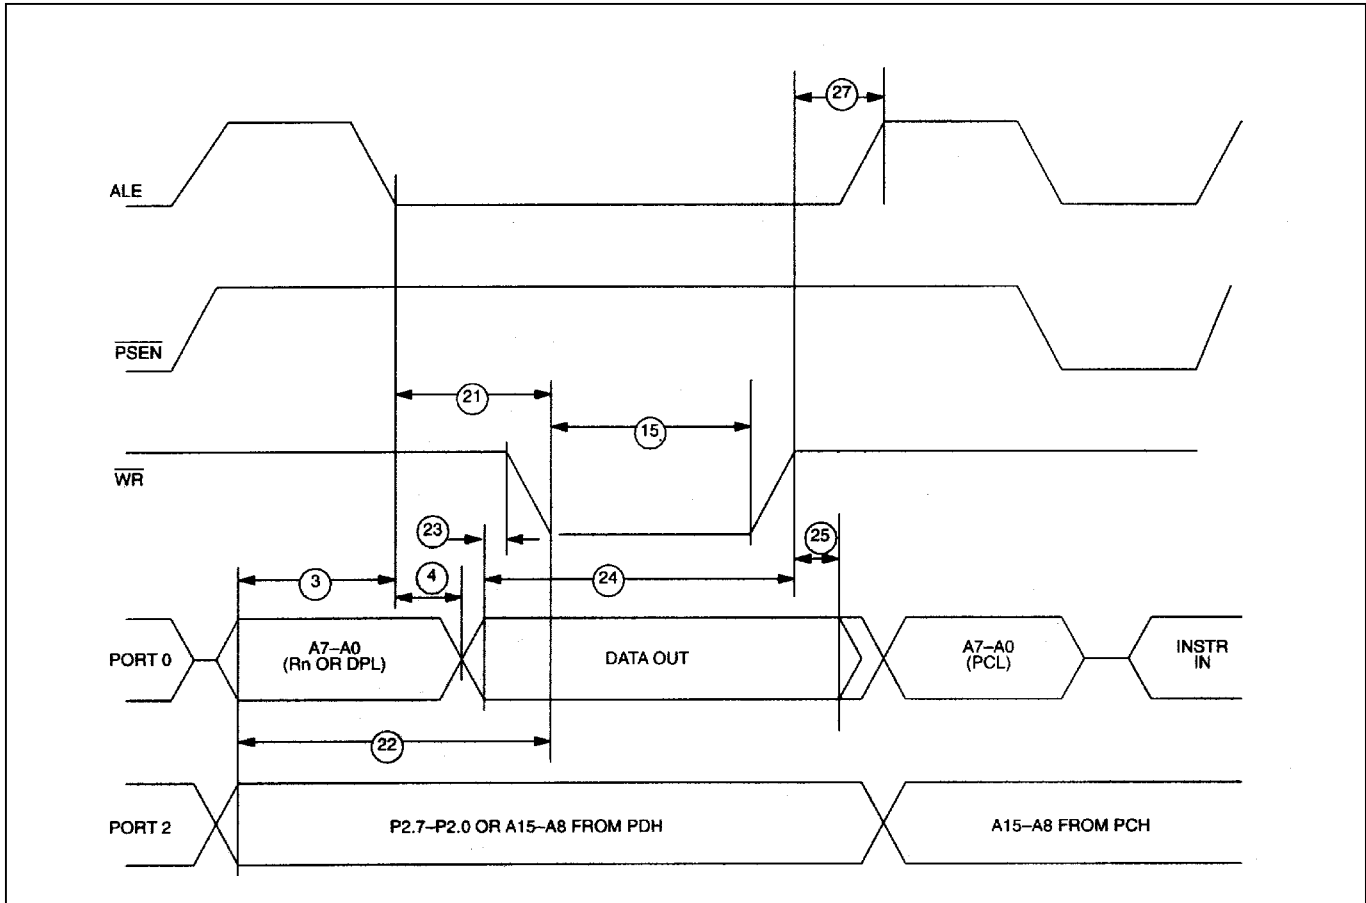 27
ALE
PSEN
21
15
WR
23
25
3
4
24
PORT 0
A7–A0
(Rn OR DPL)
DATA OUT
A7–A0
(PCL)
INSTR
IN
22
PORT 2
P2.7–P2.0 OR A15–A8 FROM PDH
A15–A8 FROM PCH